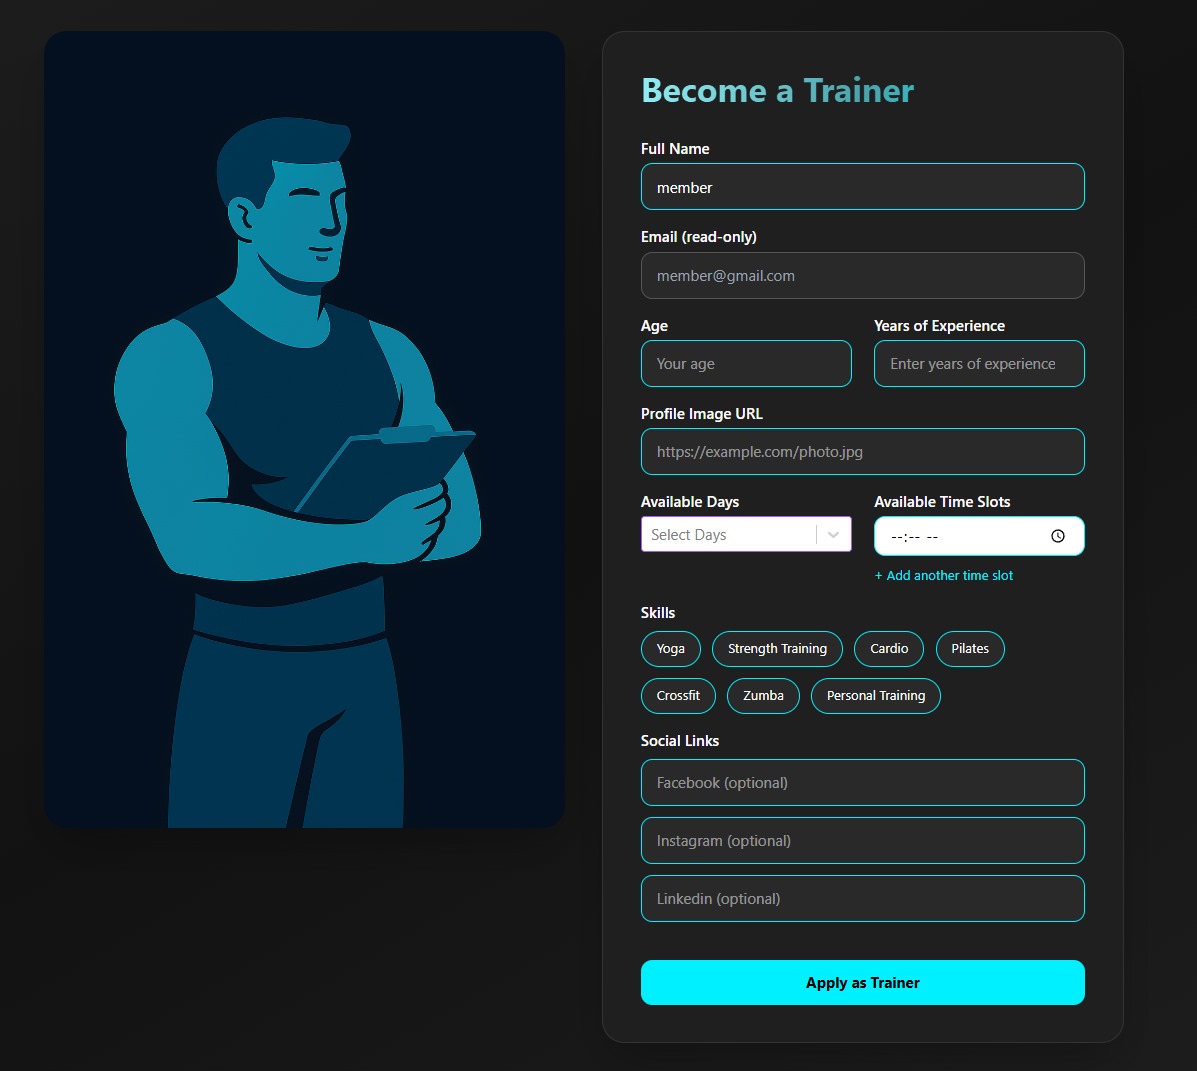 Become a Trainer
Full Name
member
Email (read-only)
member@gmail.com
Age Years of Experience
Your age Enter years of experience
Profile Image URL
https://example.com/photo.jpg
Available Days Available Time Slots
Select Days --:-- --
+ Add another time slot
Skills
Yoga Strength Training Cardio Pilates
Crossfit Zumba Personal Training
Social Links
Facebook (optional)
Instagram (optional)
Linkedin (optional)
Apply as Trainer